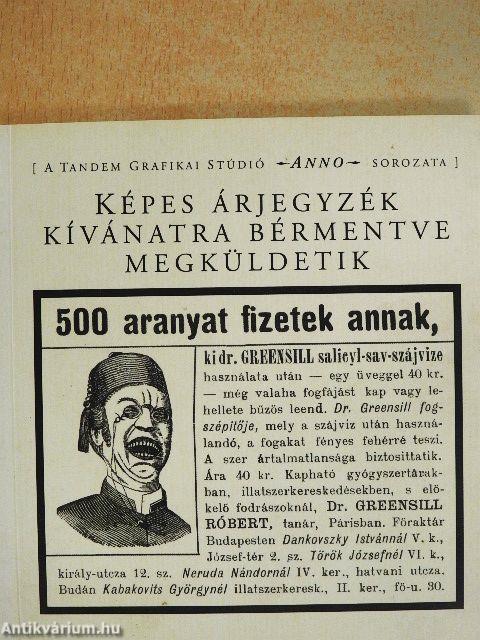 [ A TANDEM GRAFIKAI STÚDIÓ ANNO SOROZATA ]
KÉPES ÁRJEGYZÉK
KÍVÁNATRA BÉRMENTVE
MEGKÜLDETIK
500 aranyat fizetek annak,
ki dr. GREENSILL salicyl-sav-szájvize
használata után — egy üveggel 40 kr.
— még valaha fogfájást kap vagy le-
hellete bűzös leend. Dr. Greensill fog-
szépitője, mely a szájviz után haszná-
landó, a fogakat fényes fehérré teszi.
A szer ártalmatlansága biztosittatik.
Ára 40 kr. Kapható gyógyszertárak-
ban, illatszerkereskedésekben, s elő-
kelő fodrászoknál, Dr. GREENSILL
RÓBERT, tanár, Párisban. Főraktár
Budapesten Dankovszky Istvánnál V. k.,
József-tér 2. sz. Török Józsefnél VI. k.,
király-utcza 12. sz. Neruda Nándornál IV. ker., hatvani utcza.
Budán Kabakovits Györgynél illatszerkeresk., II. ker., fő-u. 30.
Antikvárium.hu